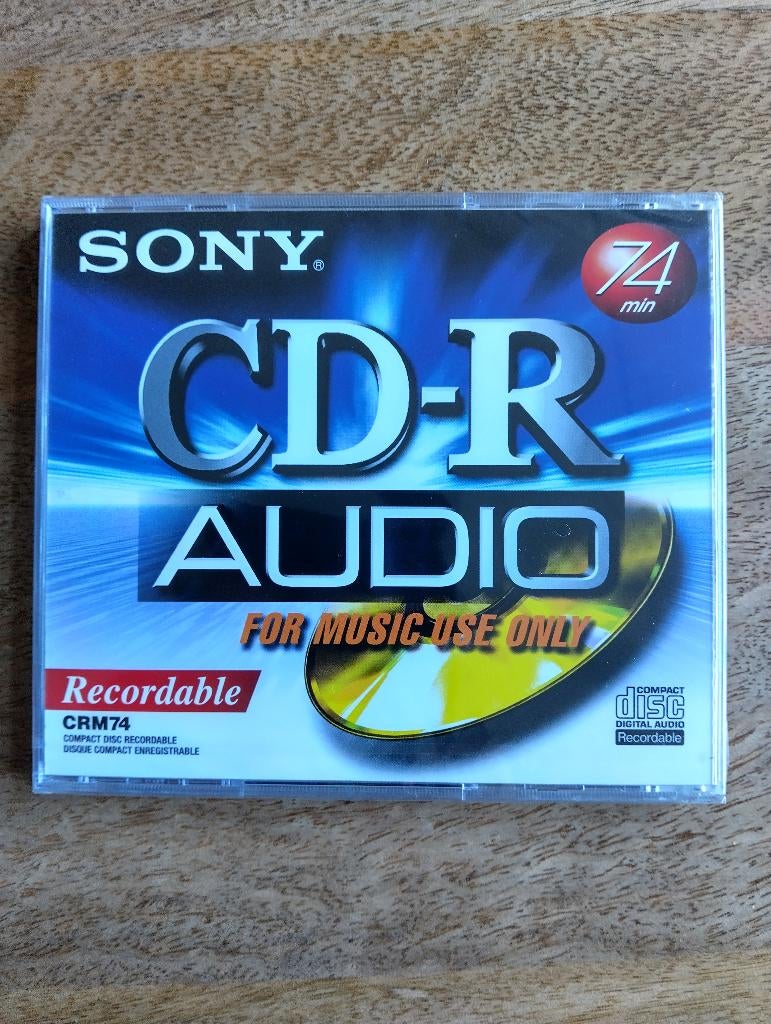 SONY®
74
min
CD-R
AUDIO
FOR MUSIC USE ONLY
Recordable
CRM74
COMPACT DISC RECORDABLE
DISQUE COMPACT ENREGISTRABLE
COMPACT
disc
DIGITAL AUDIO
Recordable